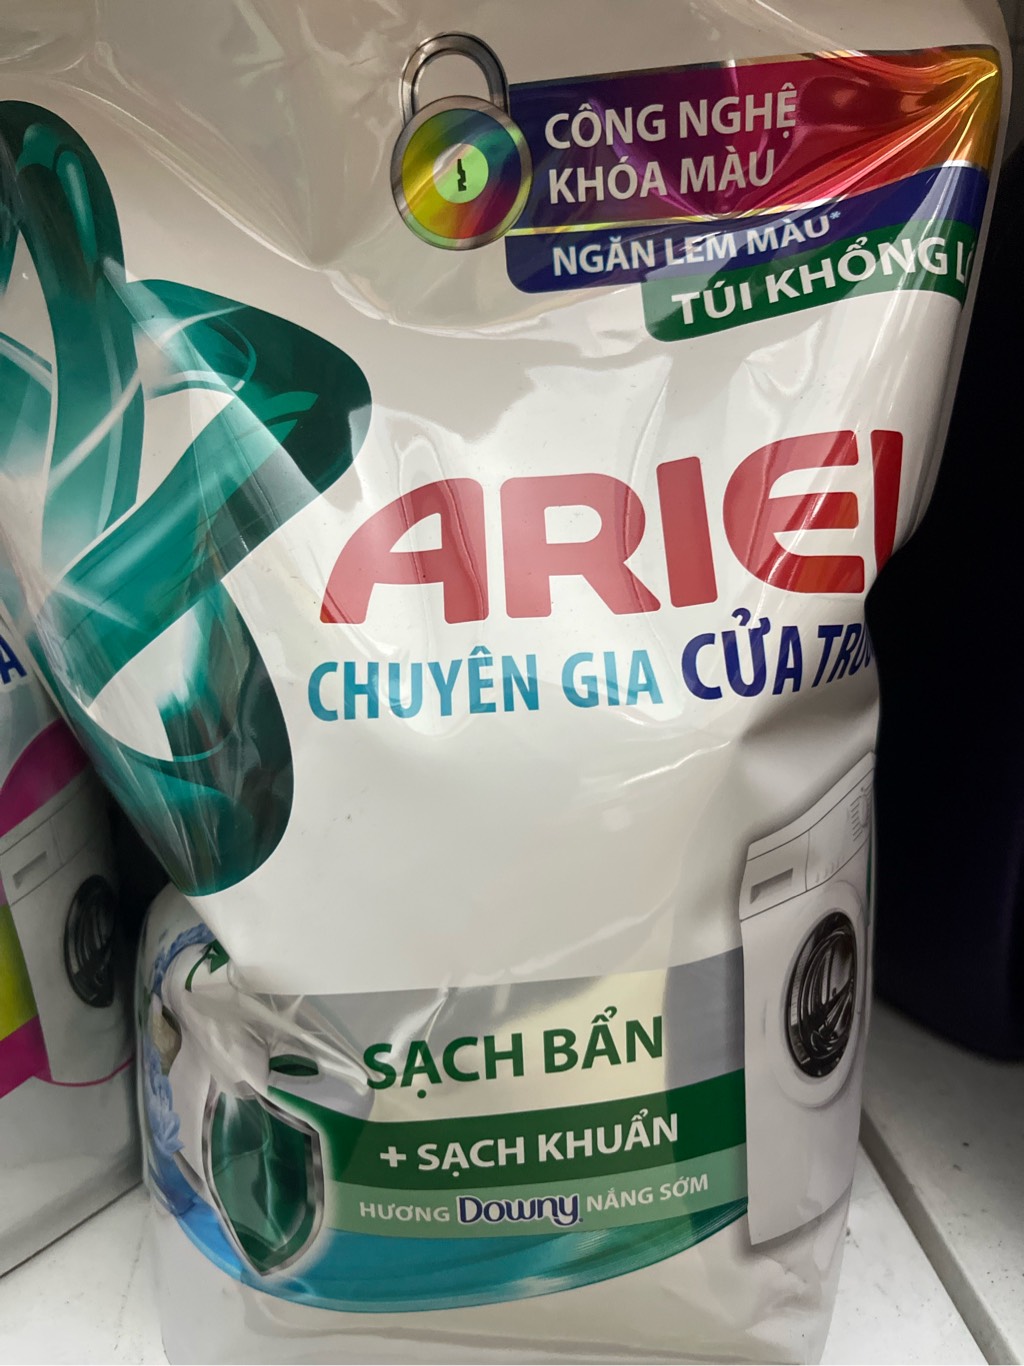 CÔNG NGHỆ
KHÓA MÀU
NGĂN LEM MÀU*
TÚI KHỔNG
ARIEL
CHUYÊN GIA CỬA
SẠCH BẨN
+ SẠCH KHUẨN
HƯƠNG Downy NẮNG SỚM